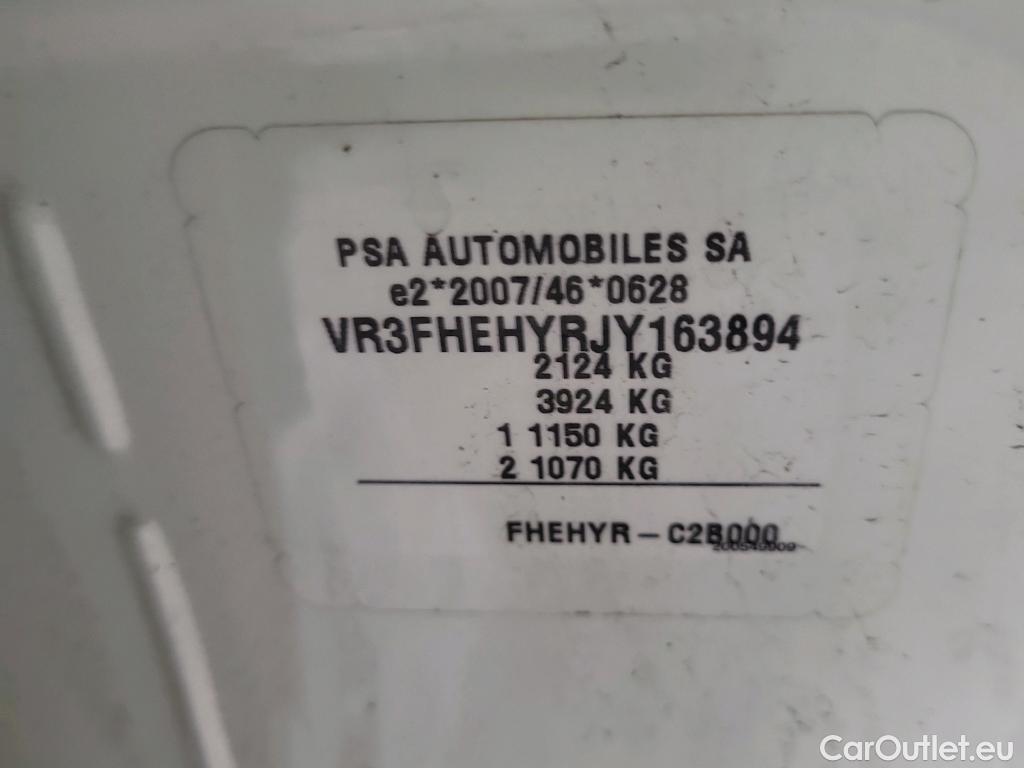 PSA AUTOMOBILES SA
e2*2007/46*0628
VR3FHEHYRJY163894
2124 KG
3924 KG
1 1150 KG
2 1070 KG
FHEHYR-C2B000
CarOutlet.eu